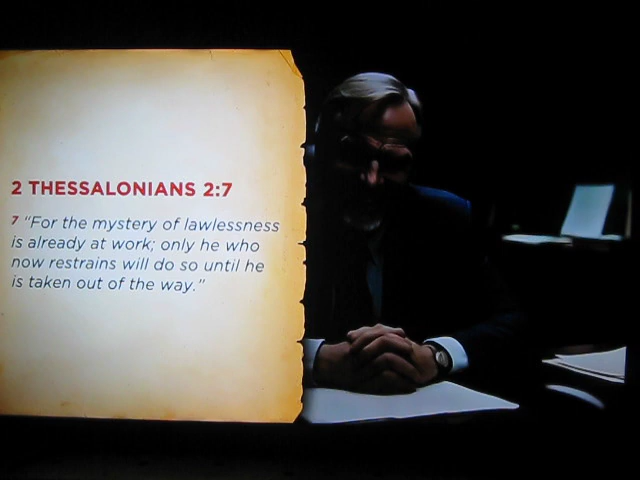 2 THESSALONIANS 2:7
7 "For the mystery of lawlessness
is already at work; only he who
now restrains will do so until he
is taken out of the way."